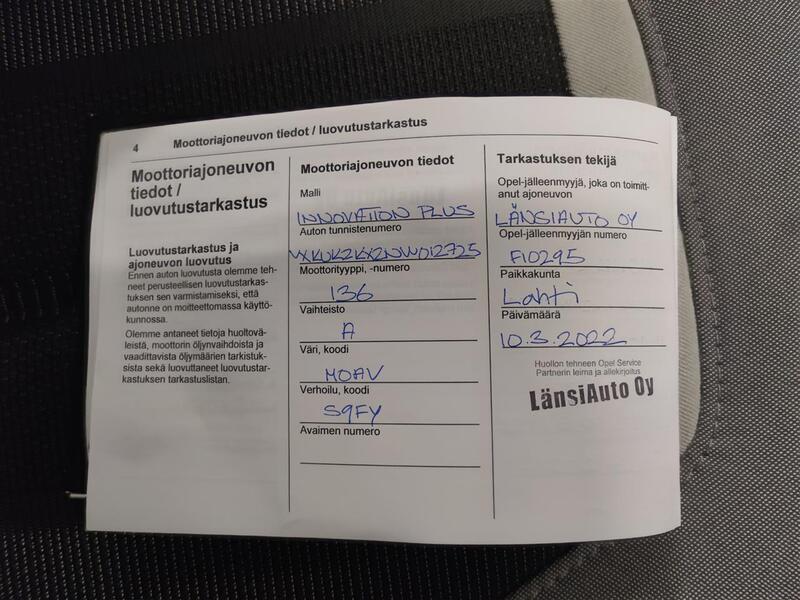 4 Moottoriajoneuvon tiedot / luovutustarkastus
Moottoriajoneuvon
tiedot /
luovutustarkastus
Luovutustarkastus ja
ajoneuvon luovutus
Ennen auton luovutusta olemme teh-
neet perusteellisen luovutustarkas-
tuksen sen varmistamiseksi, että
autonne on moitteettomassa käyttö-
kunnossa.
Olemme antaneet tietoja huoltovä-
leistä, moottorin öljynvaihdoista ja
vaadittavista öljymäärien tarkistuk-
sista sekä luovuttaneet luovutustar-
kastuksen tarkastuslistan.
Moottoriajoneuvon tiedot
Malli
INNOVATION PLUS
Auton tunnistenumero
VXKUKZKXZNW012725
Moottorityyppi, -numero
136
Vaihteisto
A
Väri, koodi
MOAV
Verhoilu, koodi
S9FY
Avaimen numero
Tarkastuksen tekijä
Opel-jälleenmyyjä, joka on toimitt-
anut ajoneuvon
LÄNSIAUTO OY
Opel-jälleenmyyjän numero
FI0295
Paikkakunta
Lahti
Päivämäärä
10.3.2022
Huollon tehneen Opel Service
Partnerin leima ja allekirjoitus
LänsiAuto Oy